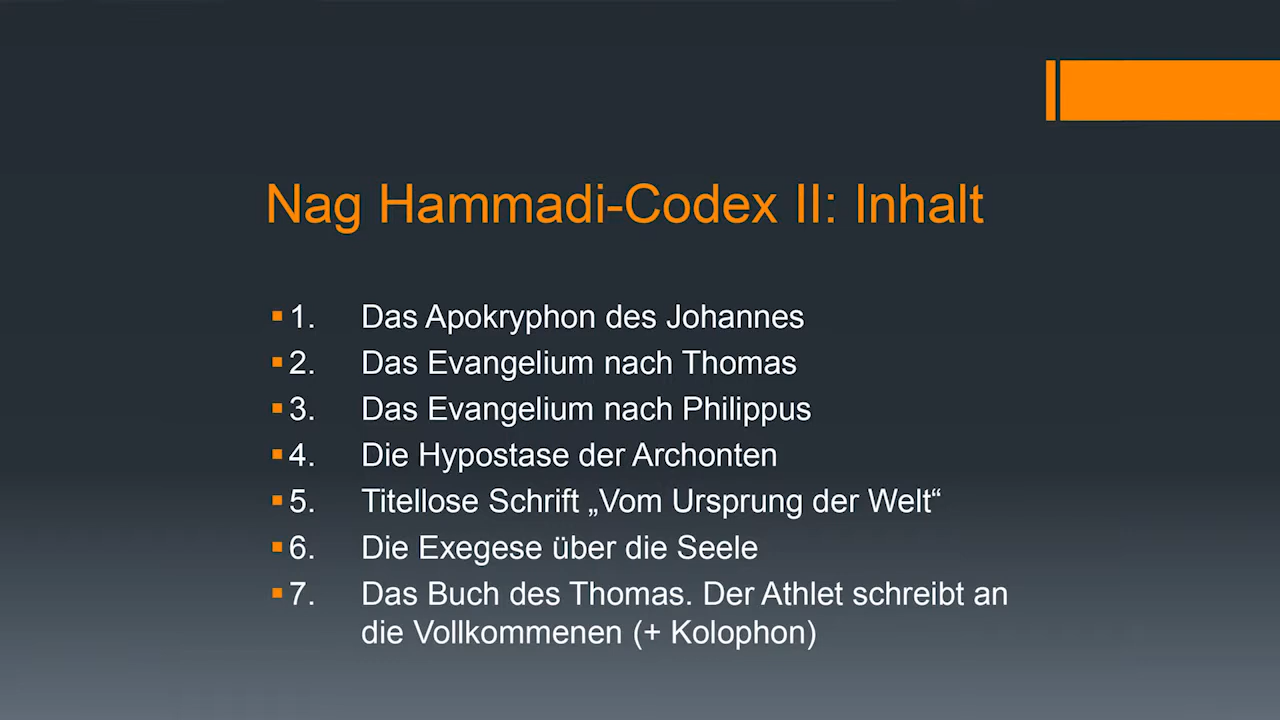 Nag Hammadi-Codex II: Inhalt
1. Das Apokryphon des Johannes
2. Das Evangelium nach Thomas
3. Das Evangelium nach Philippus
4. Die Hypostase der Archonten
5. Titellose Schrift „Vom Ursprung der Welt“
6. Die Exegese über die Seele
7. Das Buch des Thomas. Der Athlet schreibt an
die Vollkommenen (+ Kolophon)